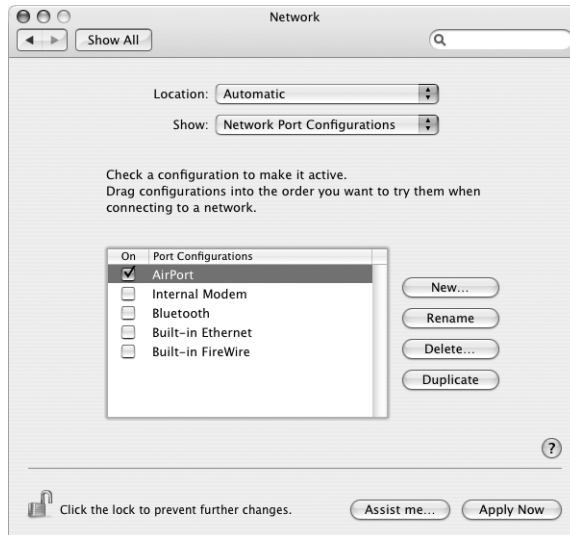 Network
Show All
Location: Automatic
Show: Network Port Configurations
Check a configuration to make it active.
Drag configurations into the order you want to try them when
connecting to a network.
On Port Configurations
AirPort
Internal Modem
Bluetooth
Built-in Ethernet
Built-in FireWire
New...
Rename
Delete...
Duplicate
?
Click the lock to prevent further changes.
Assist me...
Apply Now